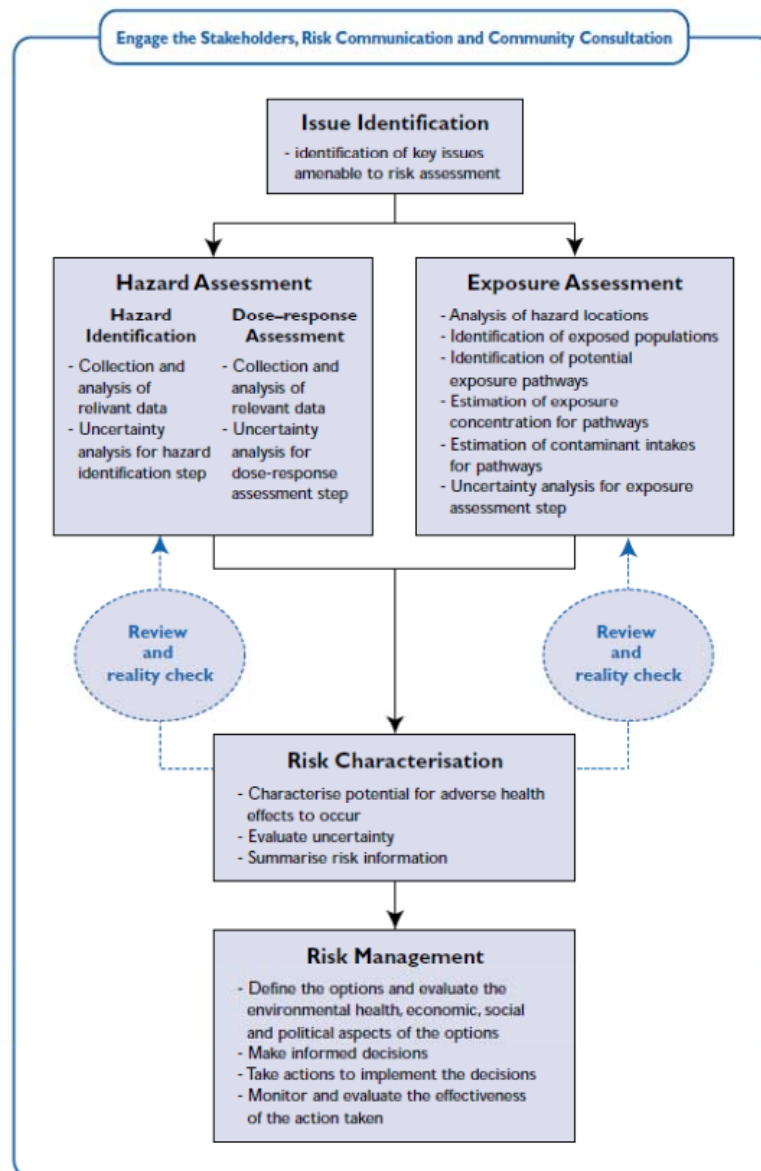 Engage the Stakeholders, Risk Communication and Community Consultation
Issue Identification
- identification of key issues
amenable to risk assessment
Hazard Assessment
Hazard
Identification
- Collection and
analysis of
relivant data
- Uncertainty
analysis for hazard
identification step
Dose–response
Assessment
- Collection and
analysis of
relevant data
- Uncertainty
analysis for
dose-response
assessment step
Exposure Assessment
- Analysis of hazard locations
- Identification of exposed populations
- Identification of potential
exposure pathways
- Estimation of exposure
concentration for pathways
- Estimation of contaminant intakes
for pathways
- Uncertainty analysis for exposure
assessment step
Review
and
reality check
Review
and
reality check
Risk Characterisation
- Characterise potential for adverse health
effects to occur
- Evaluate uncertainty
- Summarise risk information
Risk Management
- Define the options and evaluate the
environmental health, economic, social
and political aspects of the options
- Make informed decisions
- Take actions to implement the decisions
- Monitor and evaluate the effectiveness
of the action taken